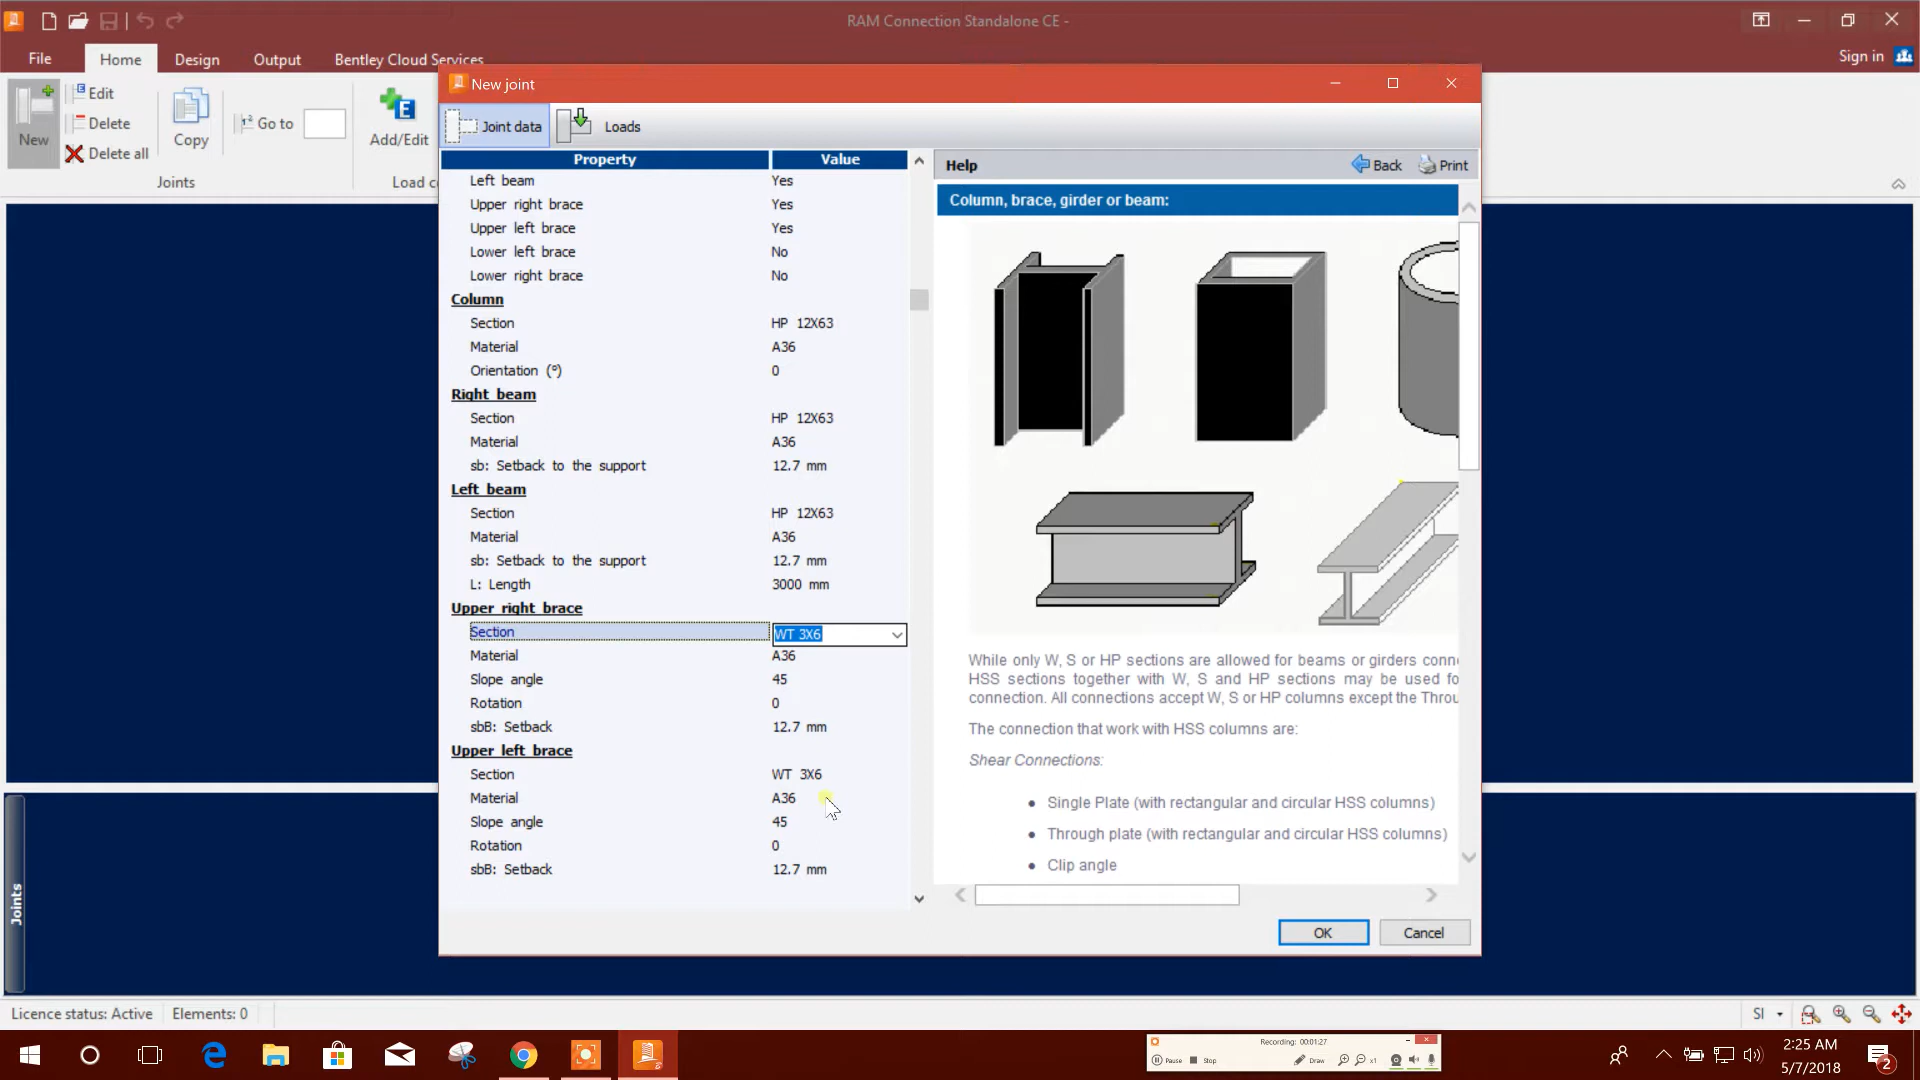 RAM Connection Standalone CE -
File
Home
Design
Output
Bentley Cloud Services
Sign in
New
Edit
Delete
Delete all
Copy
Go to
Add/Edit
Joints
Load c
New joint
Joint data
Loads
Property
Value
Left beam Yes
Upper right brace Yes
Upper left brace Yes
Lower left brace No
Lower right brace No
Column
Section HP 12X63
Material A36
Orientation (º) 0
Right beam
Section HP 12X63
Material A36
sb: Setback to the support 12.7 mm
Left beam
Section HP 12X63
Material A36
sb: Setback to the support 12.7 mm
L: Length 3000 mm
Upper right brace
Section WT 3X6
Material A36
Slope angle 45
Rotation 0
sbB: Setback 12.7 mm
Upper left brace
Section WT 3X6
Material A36
Slope angle 45
Rotation 0
sbB: Setback 12.7 mm
Help
Back
Print
Column, brace, girder or beam:
While only W, S or HP sections are allowed for beams or girders conn
HSS sections together with W, S and HP sections may be used fo
connection. All connections accept W, S or HP columns except the Throu
The connection that work with HSS columns are:
Shear Connections:
• Single Plate (with rectangular and circular HSS columns)
• Through plate (with rectangular and circular HSS columns)
• Clip angle
OK
Cancel
Joints
Licence status: Active
Elements: 0
SI
Recording: 00:01:27
Pause
Stop
Draw
x1
2:25 AM
5/7/2018
2